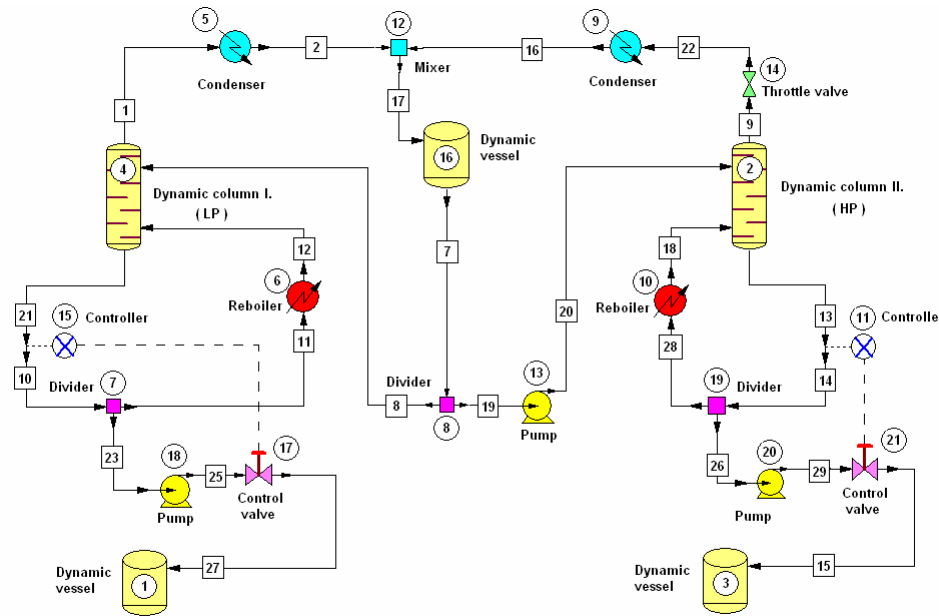 5
12
9
2
16
22
Condenser
Mixer
Condenser
14
Throttle valve
1
17
9
Dynamic
vessel
16
4
2
Dynamic column I.
( LP )
Dynamic column II.
( HP )
12
7
18
6
Reboiler
10
Reboiler
20
21
15
Controller
11
13
11
Controlle
28
10
7
Divider
13
Divider
8
19
8
Pump
19
Divider
14
23
18
25
17
Pump
Control
valve
26
20
29
21
Pump
Control
valve
Dynamic
vessel
1
27
Dynamic
vessel
3
15